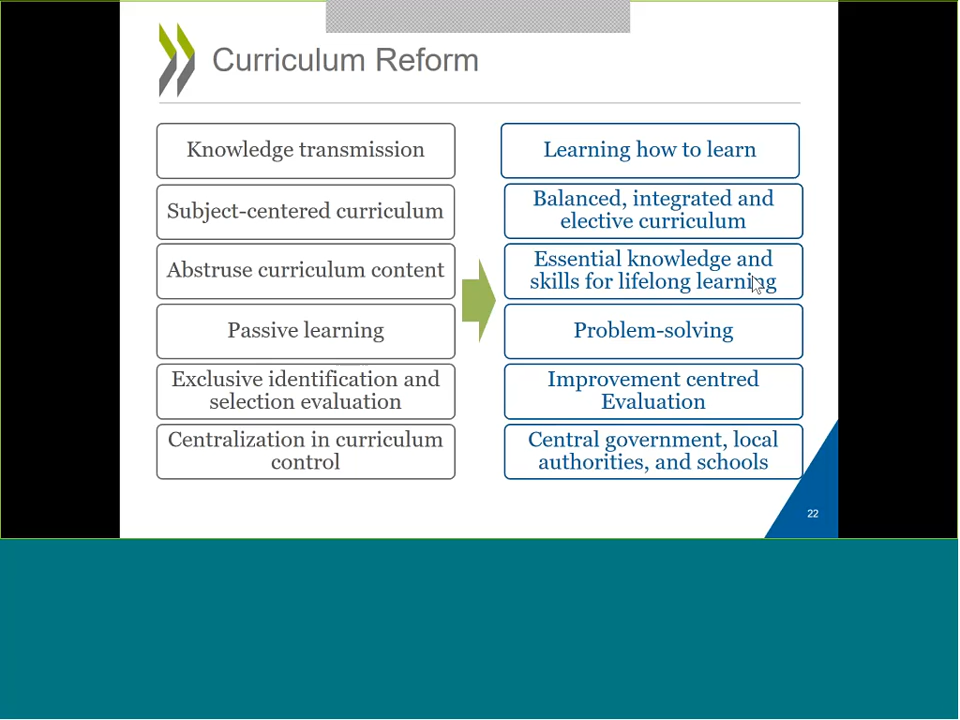 Curriculum Reform
Knowledge transmission
Learning how to learn
Subject-centered curriculum
Balanced, integrated and
elective curriculum
Abstruse curriculum content
Essential knowledge and
skills for lifelong learning
Passive learning
Problem-solving
Exclusive identification and
selection evaluation
Improvement centred
Evaluation
Centralization in curriculum
control
Central government, local
authorities, and schools
22